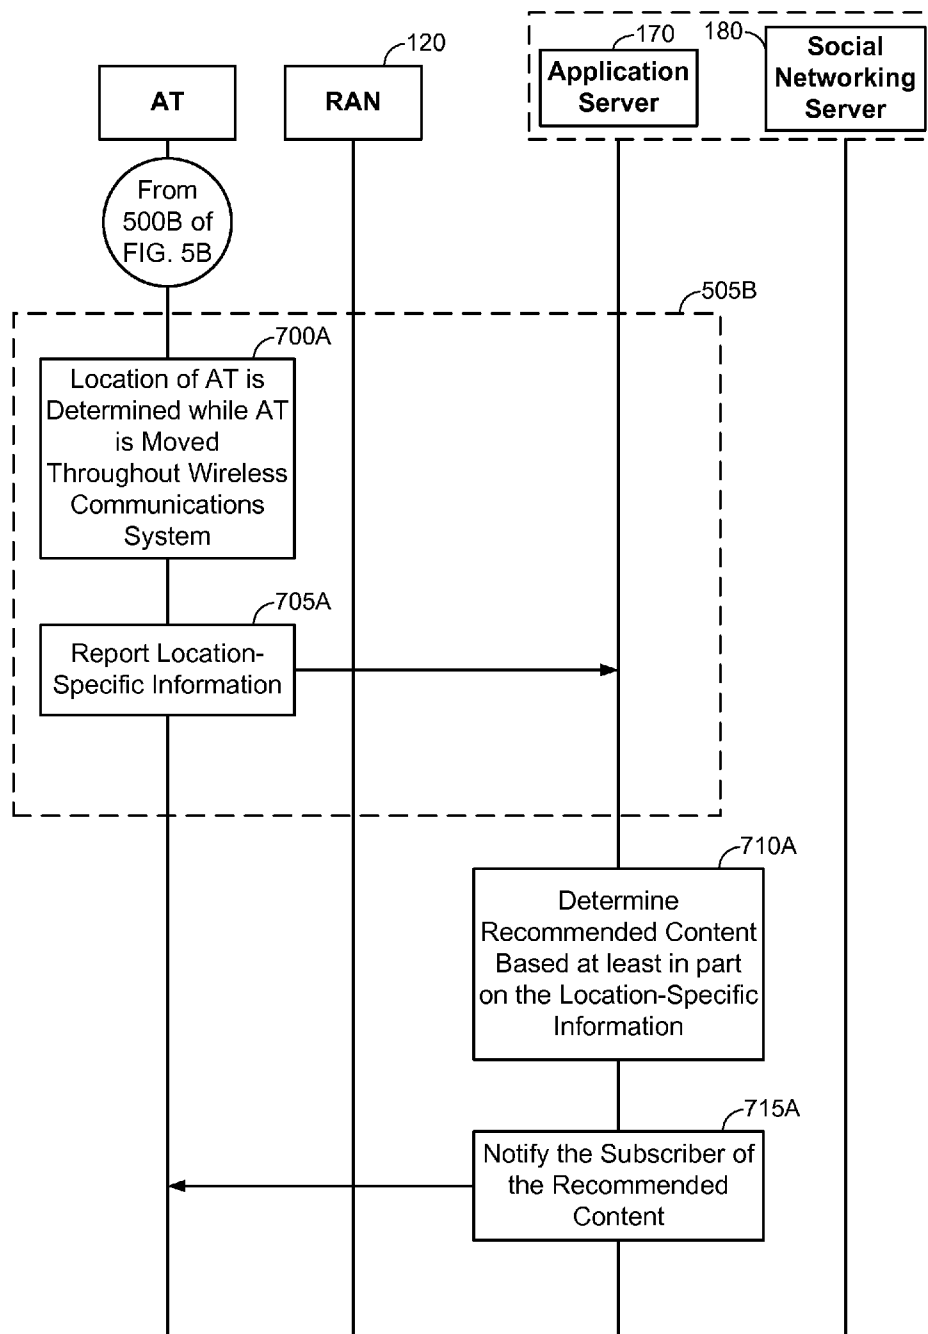 120
170
180
AT
RAN
Application
Server
Social
Networking
Server
From
500B of
FIG. 5B
505B
700A
Location of AT is
Determined while AT
is Moved
Throughout Wireless
Communications
System
705A
Report Location-
Specific Information
710A
Determine
Recommended Content
Based at least in part
on the Location-Specific
Information
715A
Notify the Subscriber of
the Recommended
Content